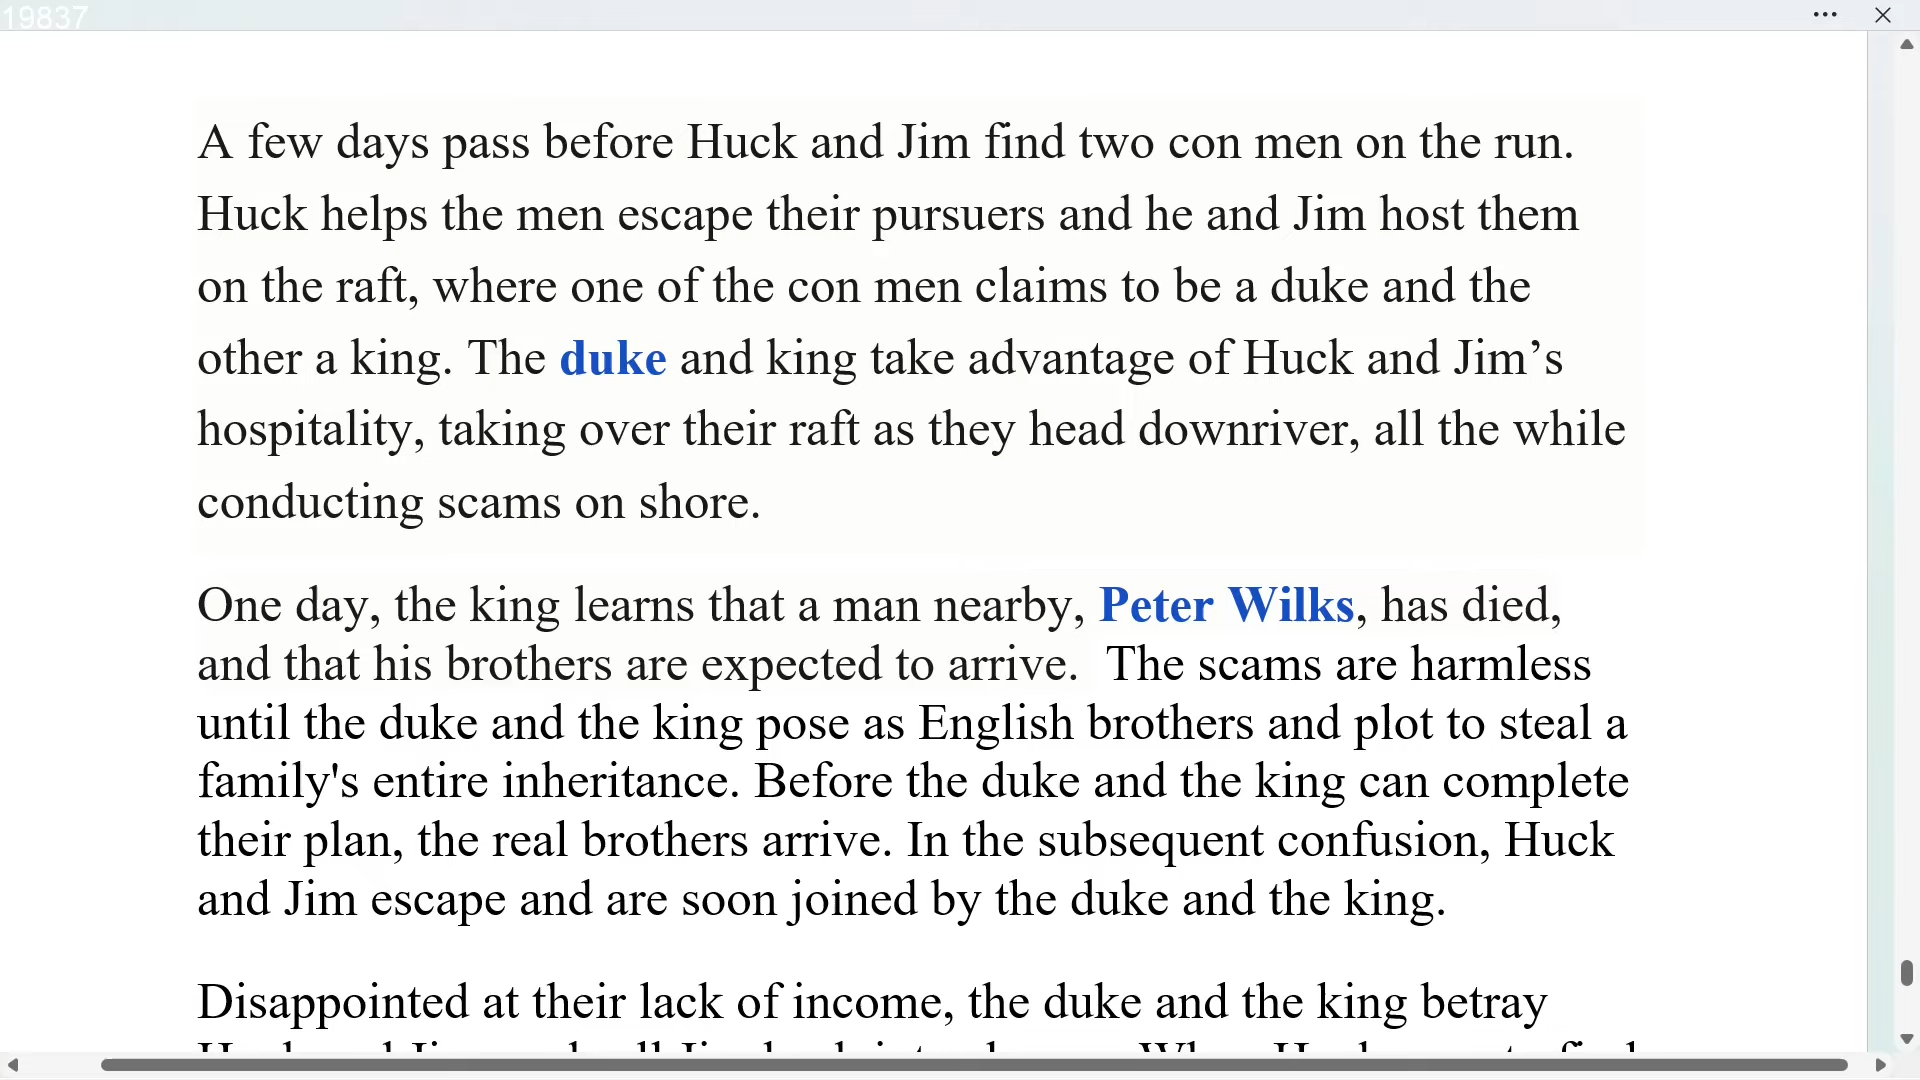 19837
A few days pass before Huck and Jim find two con men on the run.
Huck helps the men escape their pursuers and he and Jim host them
on the raft, where one of the con men claims to be a duke and the
other a king. The duke and king take advantage of Huck and Jim’s
hospitality, taking over their raft as they head downriver, all the while
conducting scams on shore.
One day, the king learns that a man nearby, Peter Wilks, has died,
and that his brothers are expected to arrive.  The scams are harmless
until the duke and the king pose as English brothers and plot to steal a
family's entire inheritance. Before the duke and the king can complete
their plan, the real brothers arrive. In the subsequent confusion, Huck
and Jim escape and are soon joined by the duke and the king.
Disappointed at their lack of income, the duke and the king betray